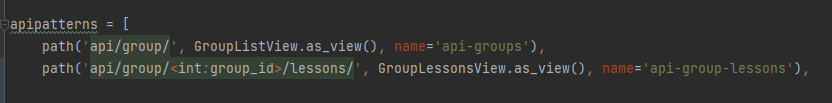 apipatterns = [
path('api/group/', GroupListView.as_view(), name='api-groups'),
path('api/group/<int:group_id>/lessons/', GroupLessonsView.as_view(), name='api-group-lessons'),